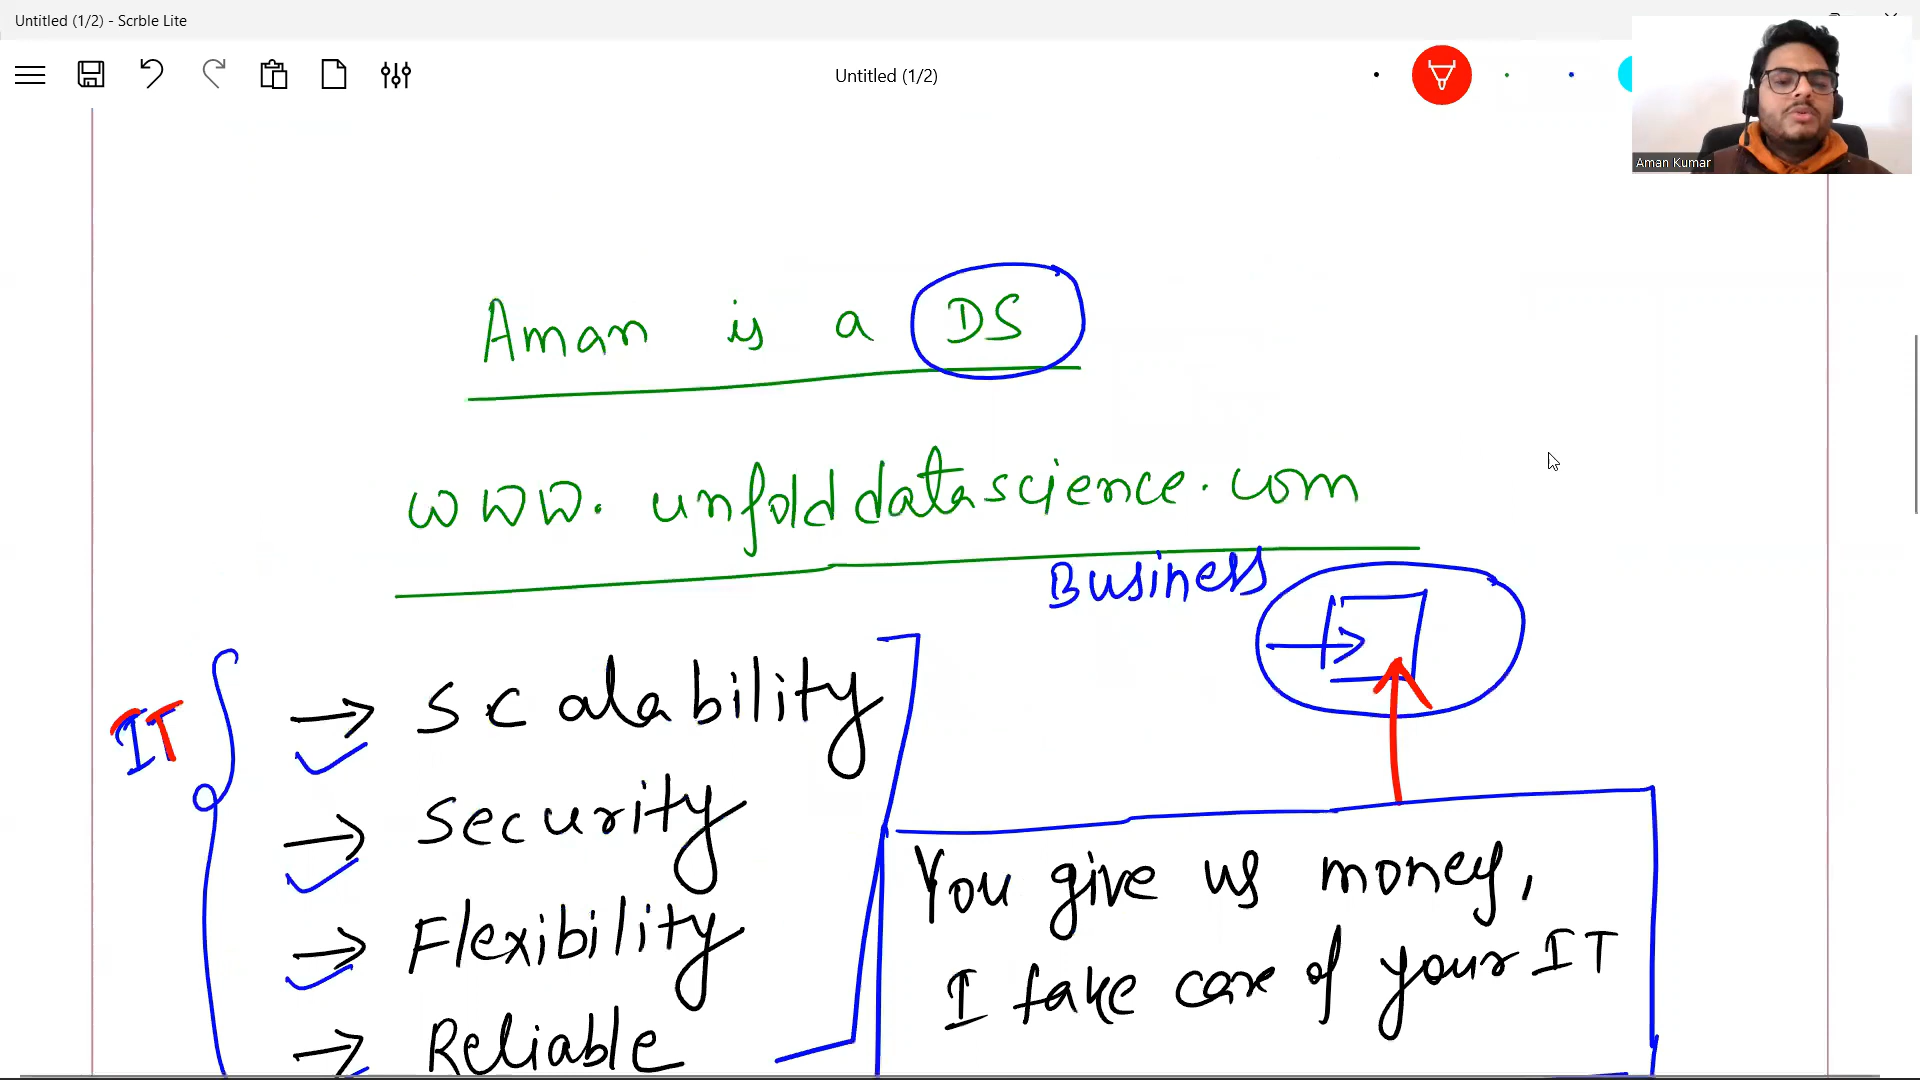 Untitled (1/2) - Scrble Lite
Untitled (1/2)
Aman Kumar
Aman is a DS
www.unfolddatascience.com
Business
IT
→ Scalability
→ Security
→ Flexibility
→ Reliable
You give us money,
I take care of your IT